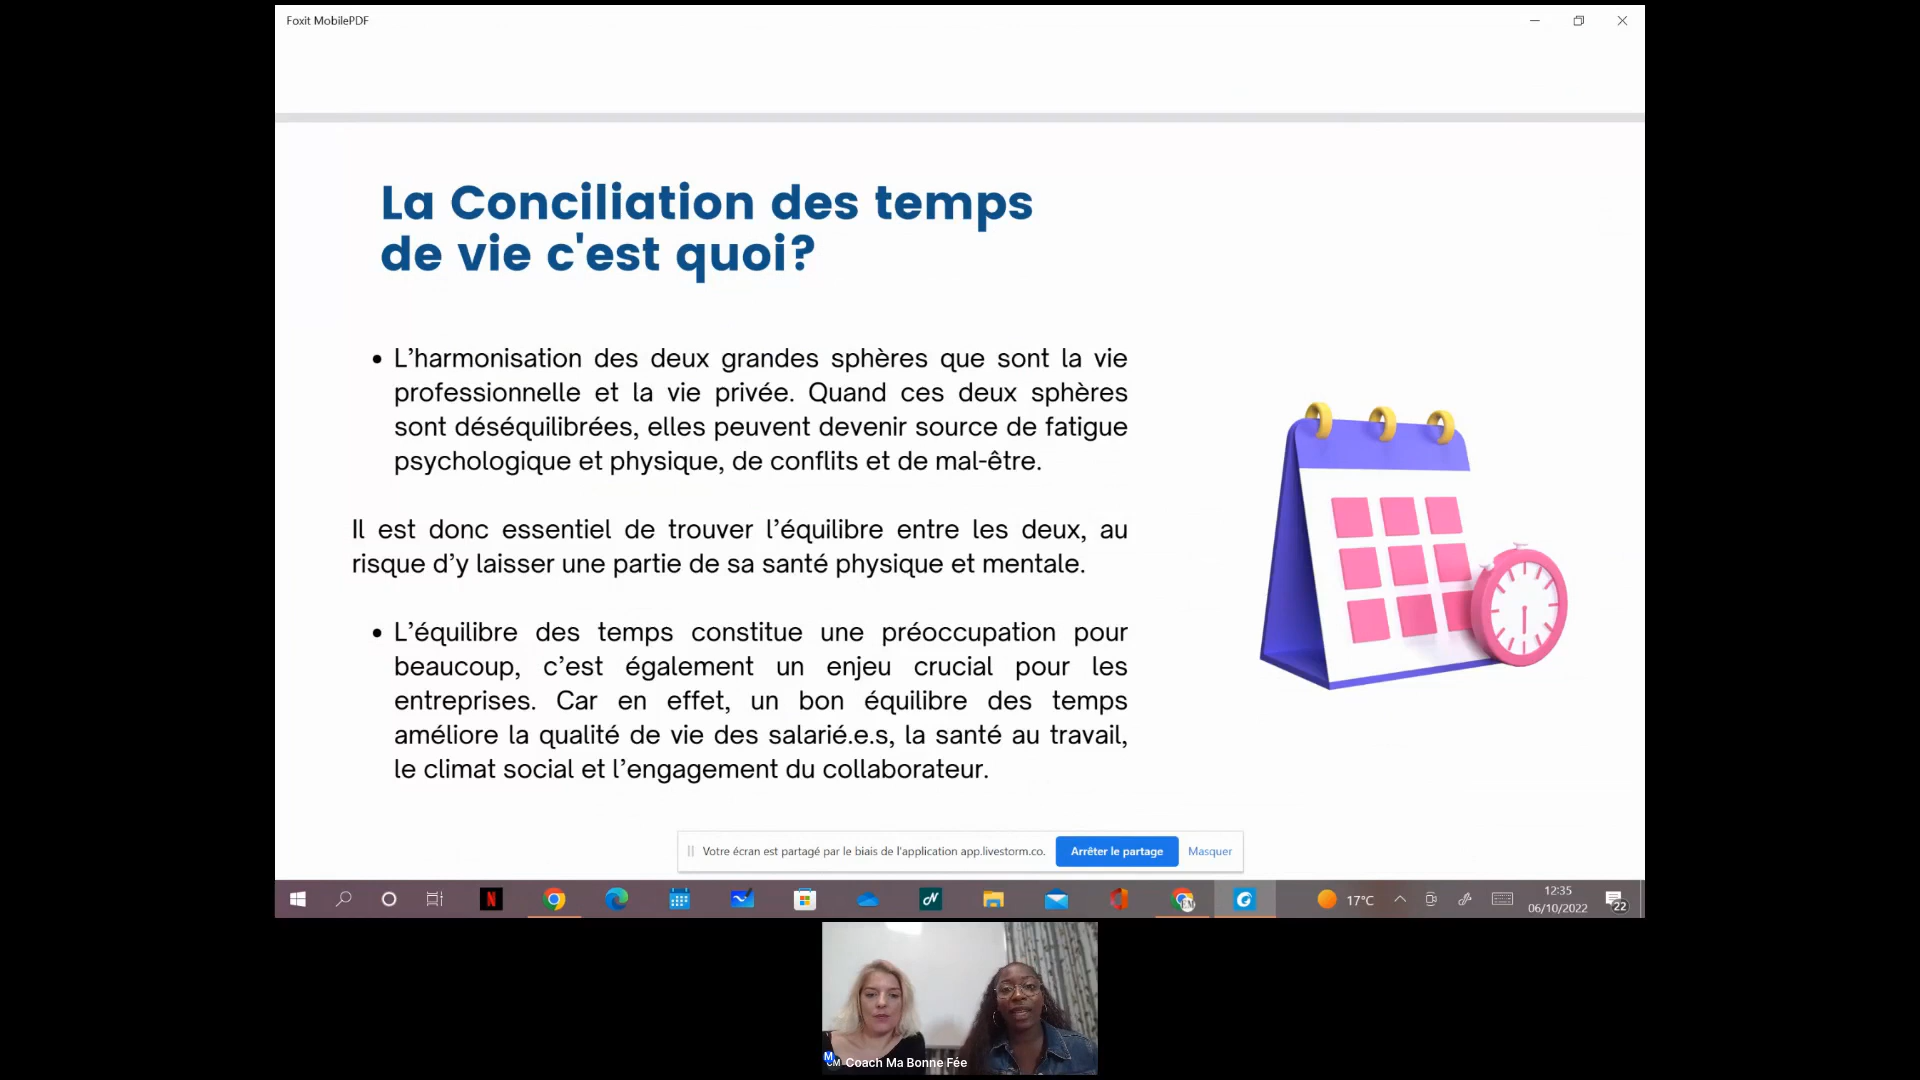 Foxit MobilePDF
La Conciliation des temps
de vie c'est quoi?
• L’harmonisation des deux grandes sphères que sont la vie
professionnelle et la vie privée. Quand ces deux sphères
sont déséquilibrées, elles peuvent devenir source de fatigue
psychologique et physique, de conflits et de mal-être.
Il est donc essentiel de trouver l’équilibre entre les deux, au
risque d’y laisser une partie de sa santé physique et mentale.
• L’équilibre des temps constitue une préoccupation pour
beaucoup, c’est également un enjeu crucial pour les
entreprises. Car en effet, un bon équilibre des temps
améliore la qualité de vie des salarié.e.s, la santé au travail,
le climat social et l’engagement du collaborateur.
Votre écran est partagé par le biais de l'application app.livestorm.co. Arrêter le partage Masquer
N
17°C
12:35
06/10/2022
22
M
CM Coach Ma Bonne Fée